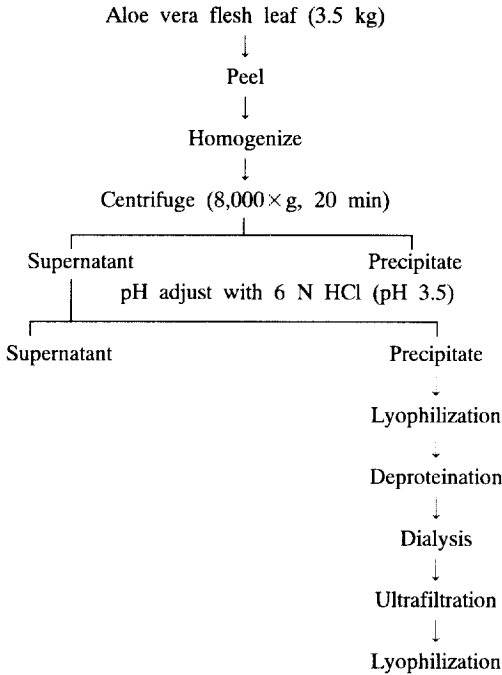 Aloe vera flesh leaf (3.5 kg)
Peel
Homogenize
Centrifuge (8,000×g, 20 min)
Supernatant Precipitate
pH adjust with 6 N HCl (pH 3.5)
Supernatant Precipitate
Lyophilization
Deproteination
Dialysis
Ultrafiltration
Lyophilization